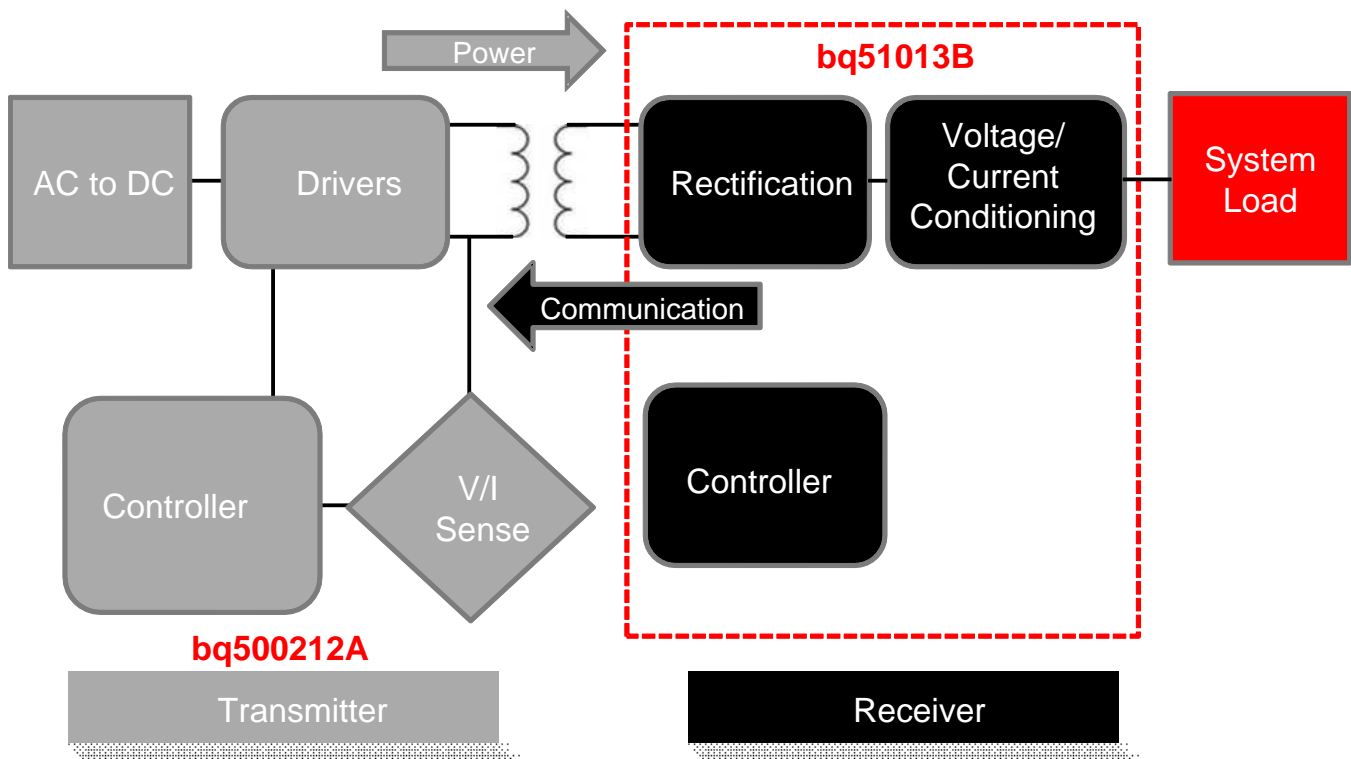 Power
bq51013B
AC to DC
Drivers
Rectification
Voltage/
Current
Conditioning
System
Load
Communication
Controller
V/I
Sense
Controller
bq500212A
Transmitter
Receiver